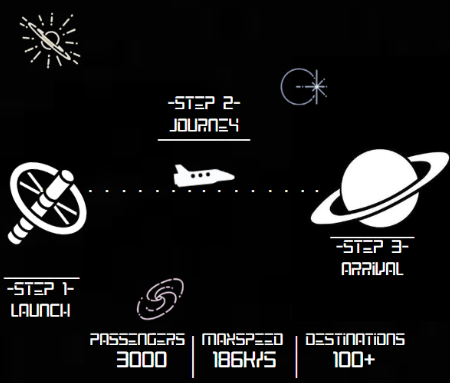 -STEP 2-
JOURNEY
-STEP 1-
LAUNCH
-STEP 3-
ARRIVAL
PASSENGERS
3000
MAXSPEED
186K/S
DESTINATIONS
100+